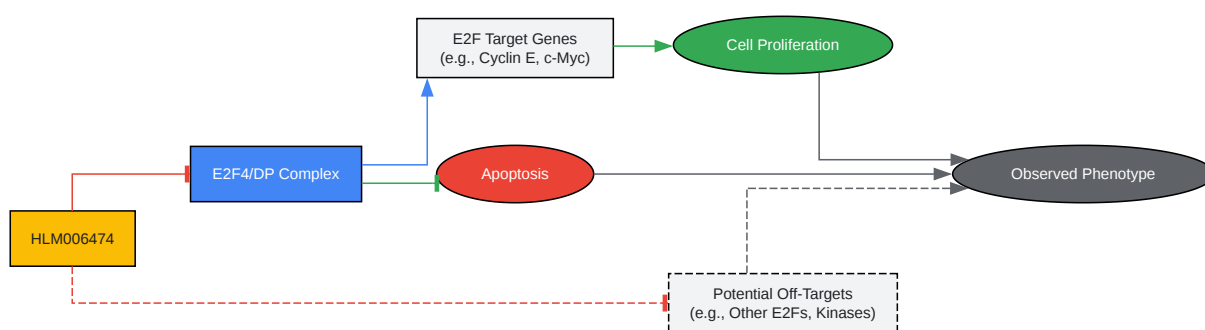 E2F Target Genes
(e.g., Cyclin E, c-Myc)
Cell Proliferation
E2F4/DP Complex
Apoptosis
Observed Phenotype
HLM006474
Potential Off-Targets
(e.g., Other E2Fs, Kinases)